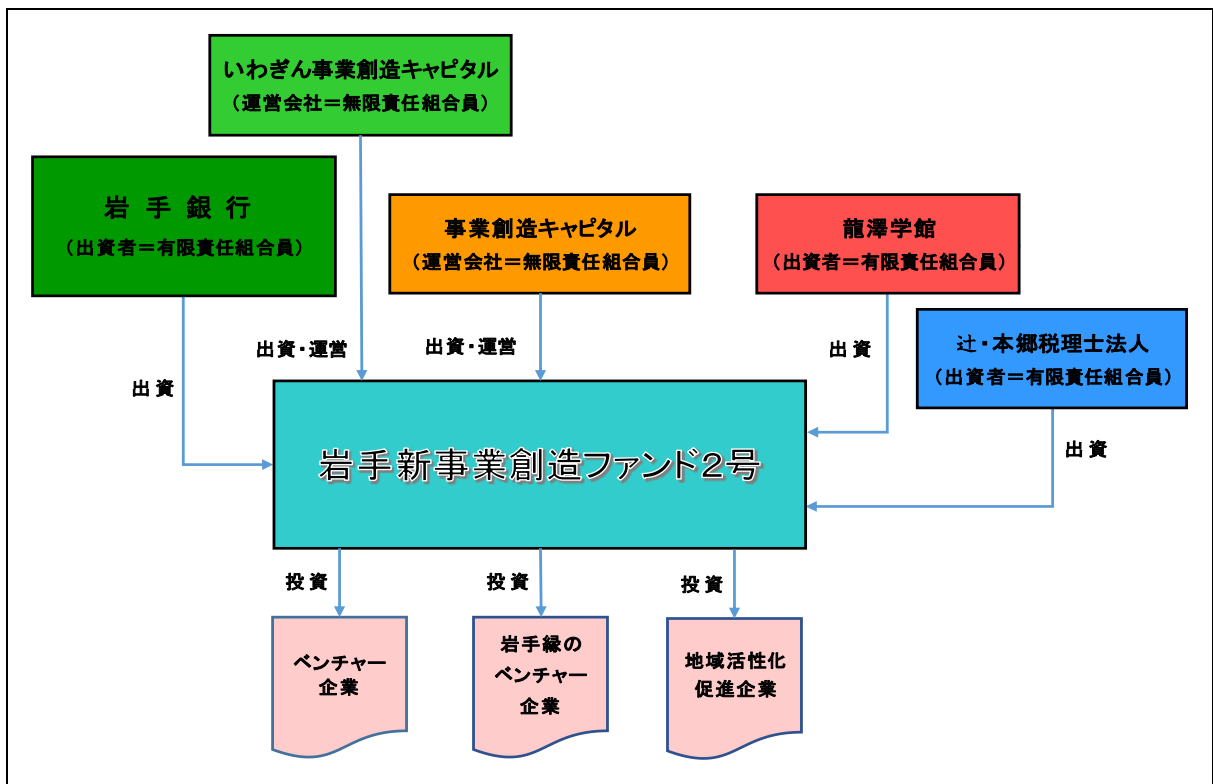 いわぎん事業創造キャピタル
（運営会社＝無限責任組合員）
岩手銀行
（出資者＝有限責任組合員）
事業創造キャピタル
（運営会社＝無限責任組合員）
龍澤学館
（出資者＝有限責任組合員）
辻・本郷税理士法人
（出資者＝有限責任組合員）
出資・運営
出資・運営
出資
出資
出資
岩手新事業創造ファンド２号
投資
投資
投資
ベンチャー
企業
岩手縁の
ベンチャー
企業
地域活性化
促進企業